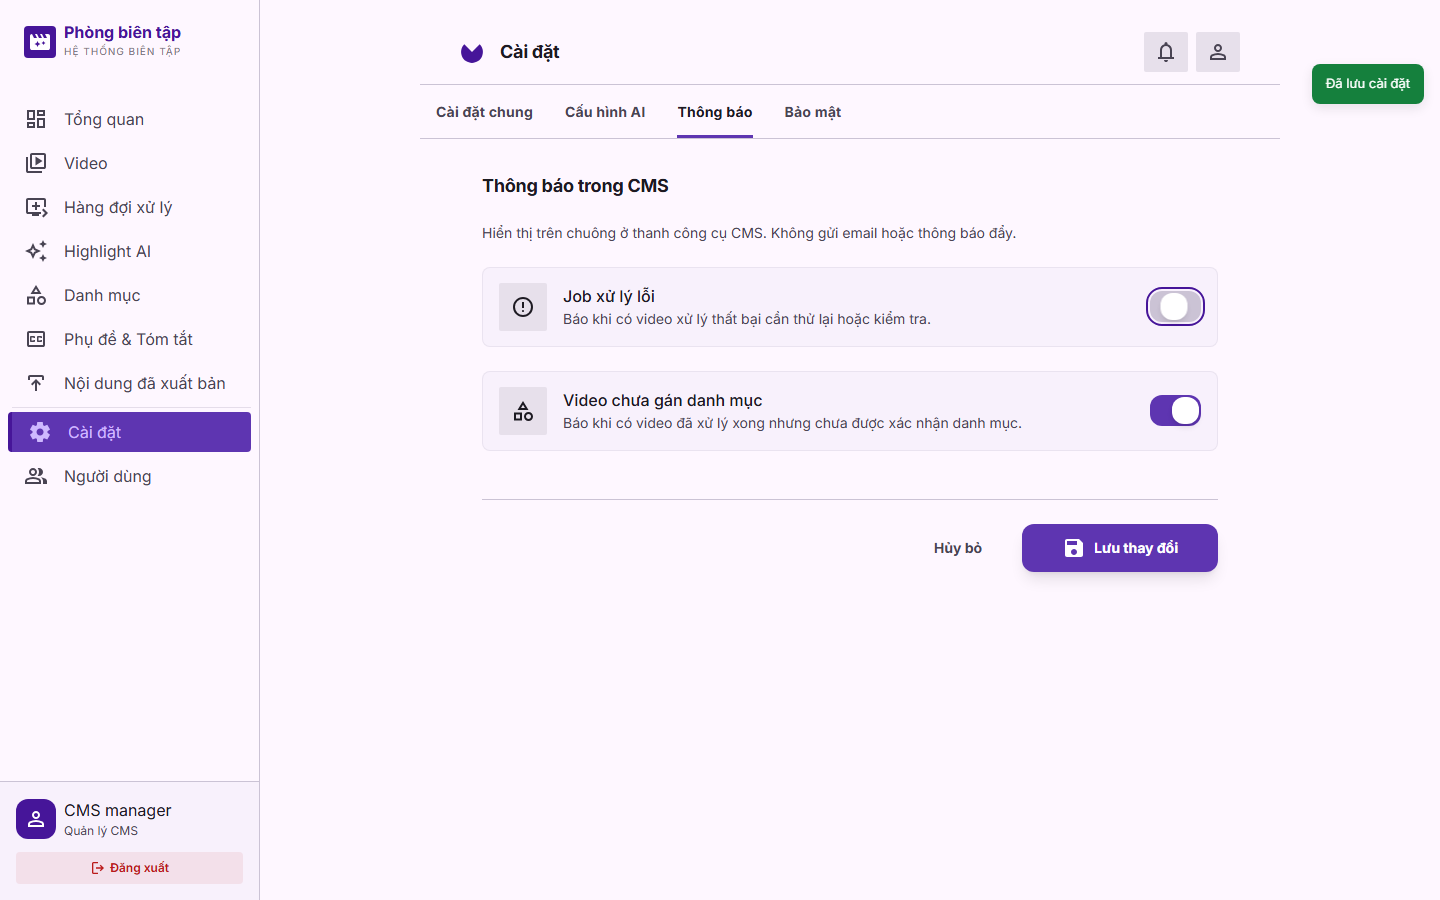 Phòng biên tập
HỆ THỐNG BIÊN TẬP
Tổng quan
Video
Hàng đợi xử lý
Highlight AI
Danh mục
Phụ đề & Tóm tắt
Nội dung đã xuất bản
Cài đặt
Người dùng
CMS manager
Quản lý CMS
Đăng xuất
Cài đặt
Đã lưu cài đặt
Cài đặt chung
Cấu hình AI
Thông báo
Bảo mật
Thông báo trong CMS
Hiển thị trên chuông ở thanh công cụ CMS. Không gửi email hoặc thông báo đẩy.
Job xử lý lỗi
Báo khi có video xử lý thất bại cần thử lại hoặc kiểm tra.
Video chưa gán danh mục
Báo khi có video đã xử lý xong nhưng chưa được xác nhận danh mục.
Hủy bỏ
Lưu thay đổi